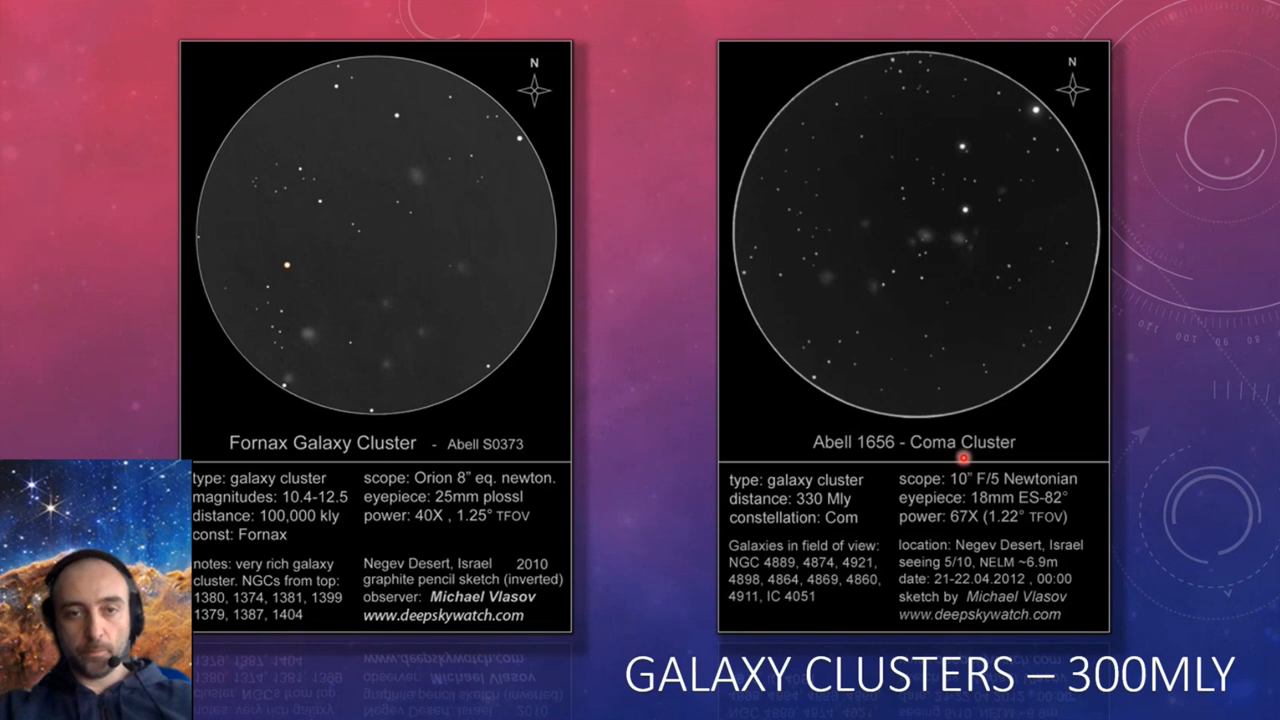 N
Fornax Galaxy Cluster - Abell S0373
type: galaxy cluster
magnitudes: 10.4-12.5
distance: 100,000 kly
const: Fornax
scope: Orion 8” eq. newton.
eyepiece: 25mm plossl
power: 40X , 1.25° TFOV
notes: very rich galaxy
cluster. NGCs from top:
1380, 1374, 1381, 1399
1379, 1387, 1404
Negev Desert, Israel 2010
graphite pencil sketch (inverted)
observer: Michael Vlasov
www.deepskywatch.com
N
Abell 1656 - Coma Cluster
type: galaxy cluster
distance: 330 Mly
constellation: Com
scope: 10” F/5 Newtonian
eyepiece: 18mm ES-82°
power: 67X (1.22° TFOV)
Galaxies in field of view:
NGC 4889, 4874, 4921,
4898, 4864, 4869, 4860,
4911, IC 4051
location: Negev Desert, Israel
seeing 5/10, NELM ~6.9m
date: 21-22.04.2012 , 00:00
sketch by Michael Vlasov
www.deepskywatch.com
GALAXY CLUSTERS – 300MLY